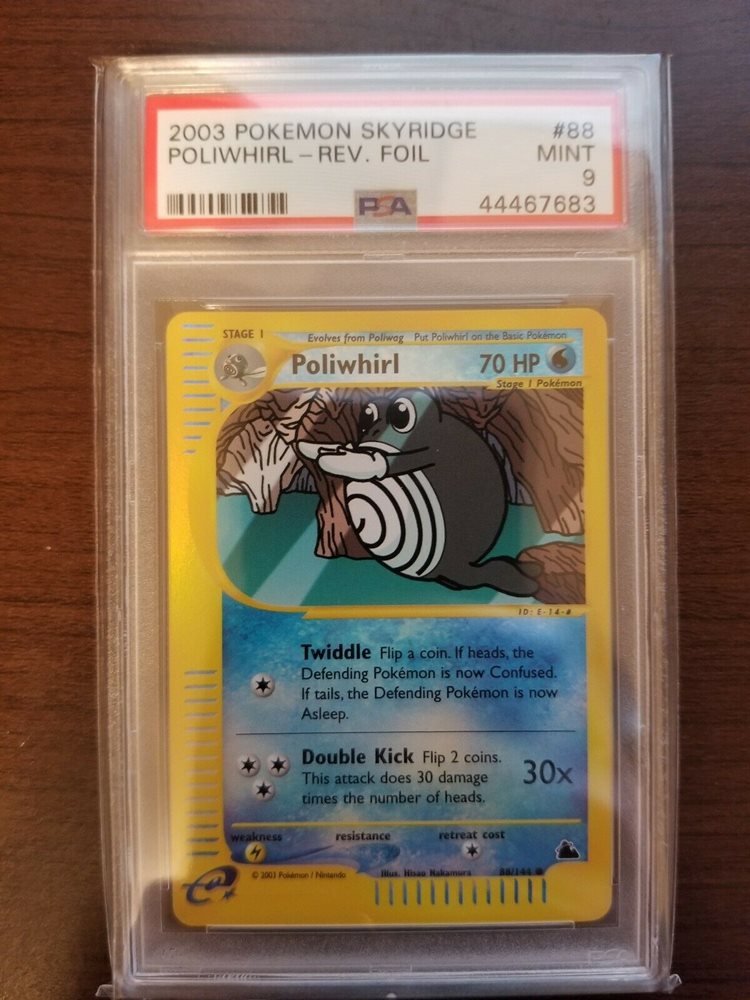 2003 POKEMON SKYRIDGE #88
POLIWHIRL - REV. FOIL MINT
9
PSA 44467683
STAGE 1 Evolves from Poliwag Put Poliwhirl on the Basic Pokémon
Poliwhirl 70 HP
Stage 1 Pokémon
ID: E-14-#
Twiddle Flip a coin. If heads, the
Defending Pokémon is now Confused.
If tails, the Defending Pokémon is now
Asleep.
Double Kick Flip 2 coins.
This attack does 30 damage
times the number of heads.
30x
weakness resistance retreat cost
© 2003 Pokémon / Nintendo Illus. Hisao Nakamura 88/144
e